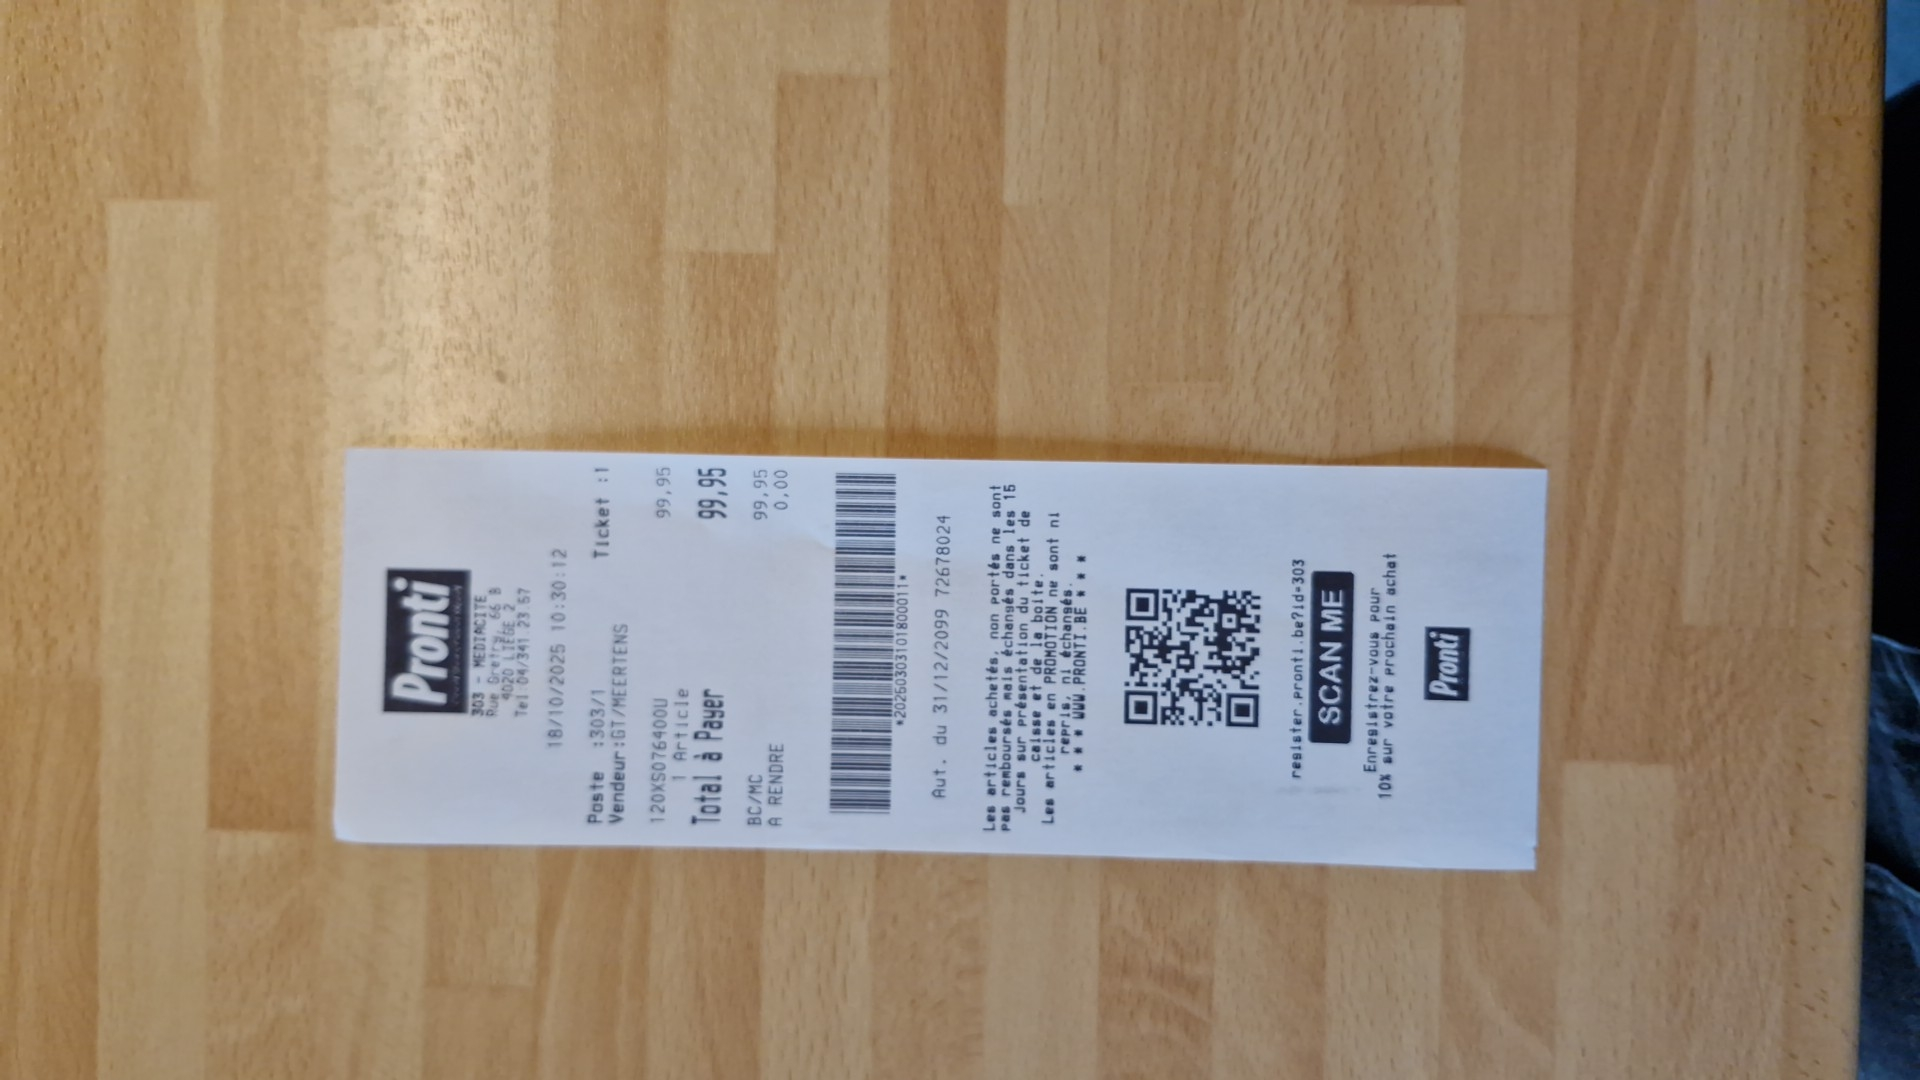 Pronti
303 - MEDIACITE
Rue Gretry, 66 B
4020 LIEGE 2
Tel:04/341 23 57
18/10/2025 10:30:12
Poste :303/1 Ticket :1
Vendeur:GT/MEERTENS
120XS076400U 99,95
1 Article
Total à Payer 99,95
BC/MC 99,95
A RENDRE 0,00
*2025030310180001 1*
Aut. du 31/12/2099 72678024
Les articles achetés, non portés ne sont
pas remboursés mais échangés dans les 15
Jours sur présentation du ticket de
caisse et de la boite.
Les articles en PROMOTION ne sont ni
repris, ni échangés.
* * * WWW.PRONTI.BE * * *
register.pronti.be?id=303
SCAN ME
Enregistrez-vous pour
10% sur votre prochain achat
Pronti